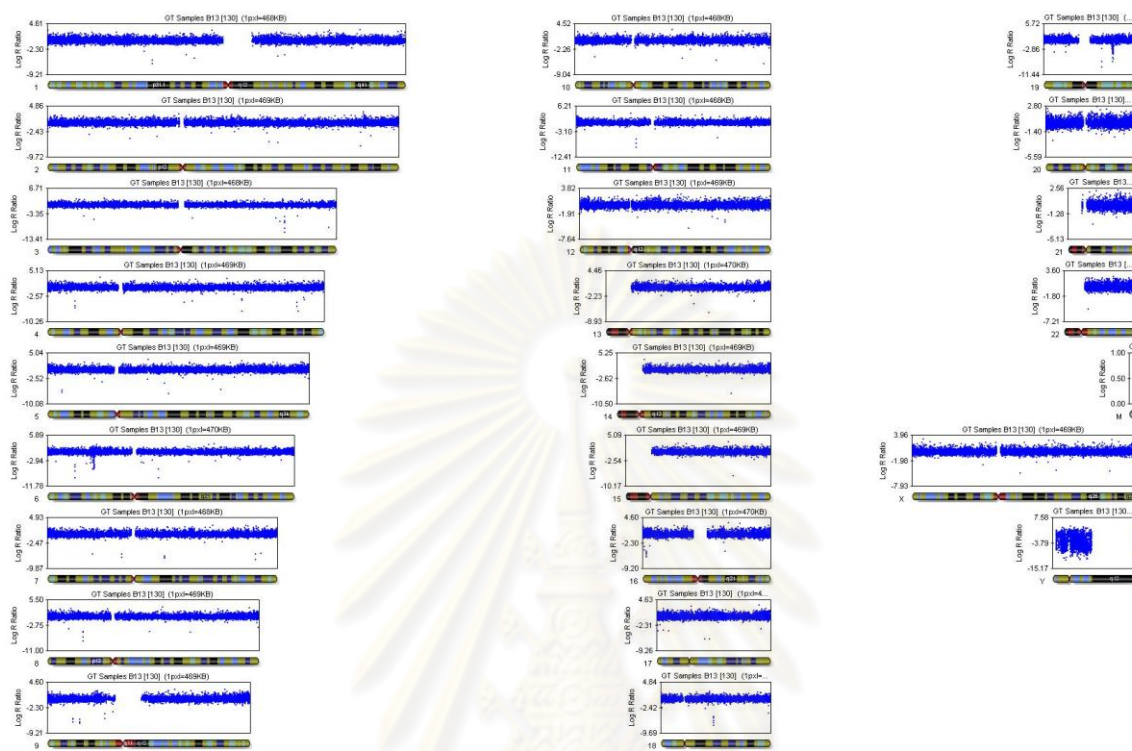 GT Samples B13 [130] (1pxl=468KB)
4.61
-2.30
-9.21
Log R Ratio
1
GT Samples B13 [130] (1pxl=469KB)
4.86
-2.43
-9.72
Log R Ratio
2
GT Samples B13 [130] (1pxl=468KB)
6.71
-3.35
-13.41
Log R Ratio
3
GT Samples B13 [130] (1pxl=469KB)
5.13
-2.57
-10.26
Log R Ratio
4
GT Samples B13 [130] (1pxl=469KB)
5.04
-2.52
-10.08
Log R Ratio
5
GT Samples B13 [130] (1pxl=470KB)
5.89
-2.94
-11.78
Log R Ratio
6
GT Samples B13 [130] (1pxl=468KB)
4.93
-2.47
-9.87
Log R Ratio
7
GT Samples B13 [130] (1pxl=469KB)
5.50
-2.75
-11.00
Log R Ratio
8
GT Samples B13 [130] (1pxl=469KB)
4.60
-2.30
-9.21
Log R Ratio
9
GT Samples B13 [130] (1pxl=468KB)
4.52
-2.26
-9.04
Log R Ratio
10
GT Samples B13 [130] (1pxl=468KB)
6.21
-3.10
-12.41
Log R Ratio
11
GT Samples B13 [130] (1pxl=469KB)
3.82
-1.91
-7.64
Log R Ratio
12
GT Samples B13 [130] (1pxl=470KB)
4.46
-2.23
-8.93
Log R Ratio
13
GT Samples B13 [130] (1pxl=469KB)
5.25
-2.62
-10.50
Log R Ratio
14
GT Samples B13 [130] (1pxl=469KB)
5.09
-2.54
-10.17
Log R Ratio
15
GT Samples B13 [130] (1pxl=470KB)
4.60
-2.30
-9.20
Log R Ratio
16
GT Samples B13 [130] (1pxl=4...
4.63
-2.31
-9.26
Log R Ratio
17
GT Samples B13 [130] (1pxl=...
4.84
-2.42
-9.69
Log R Ratio
18
GT Samples B13 [130] (...
5.72
-2.86
-11.44
Log R Ratio
19
GT Samples B13 [130]...
2.80
-1.40
-5.59
Log R Ratio
20
GT Samples B13...
2.56
-1.28
-5.13
Log R Ratio
21
GT Samples B13 [...
3.60
-1.80
-7.21
Log R Ratio
22
1.00
0.50
0.00
Log R Ratio
M
GT Samples B13 [130] (1pxl=469KB)
3.96
-1.98
-7.93
Log R Ratio
X
GT Samples B13 [130...
7.58
-3.79
-15.17
Log R Ratio
Y